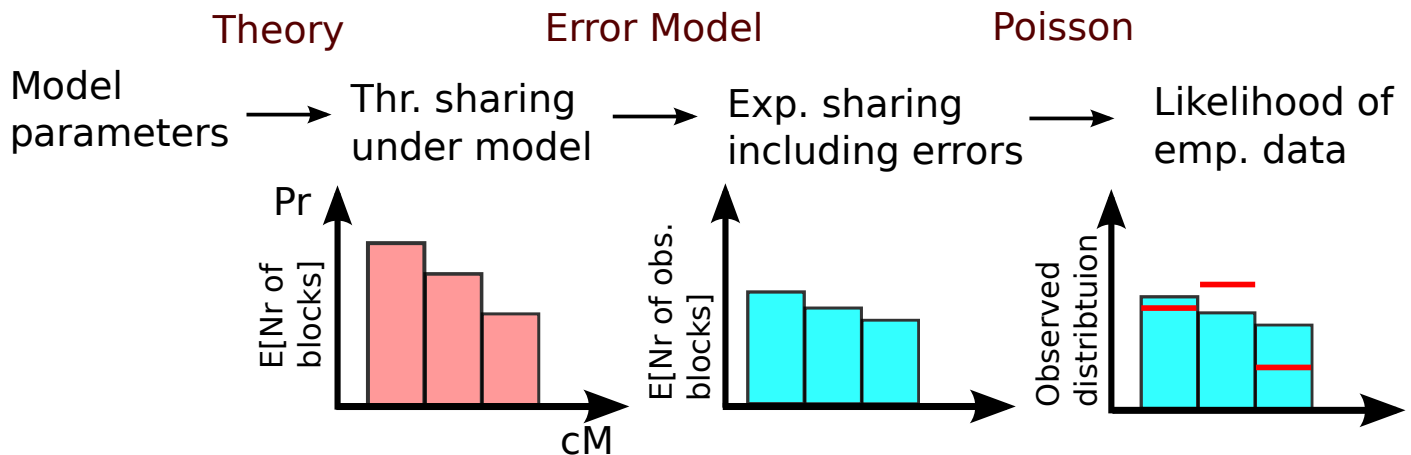 Theory
Error Model
Poisson
Model
parameters
Thr. sharing
under model
Exp. sharing
including errors
Likelihood of
emp. data
Pr
E[Nr of
blocks]
cM
E[Nr of obs.
blocks]
Observed
distribtuion